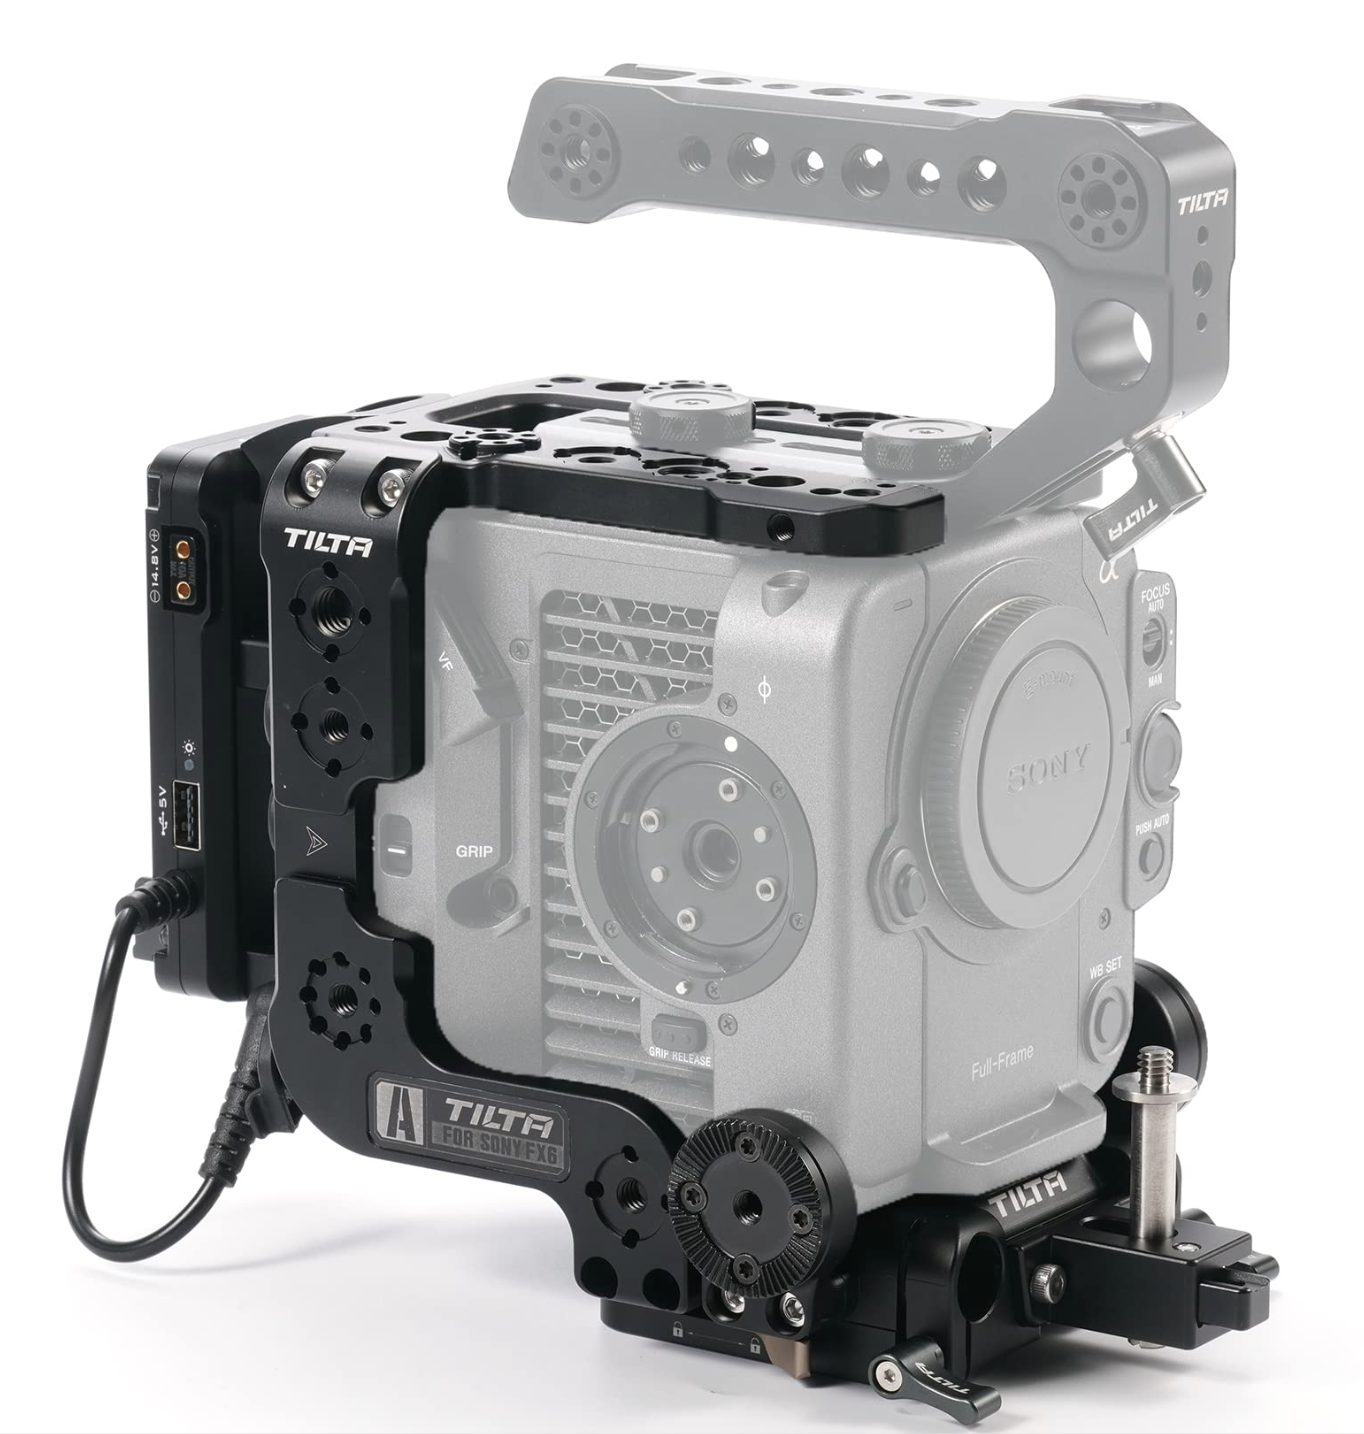 TILTA
TILTA
α
FOCUS
AUTO
MAN
PUSH AUTO
WB SET
SONY
Full-Frame
TILTA
⊖14.8V⊕
5V
VF
GRIP
GRIP RELEASE
A
TILTA
FOR SONY FX6
TILTA
TILTA